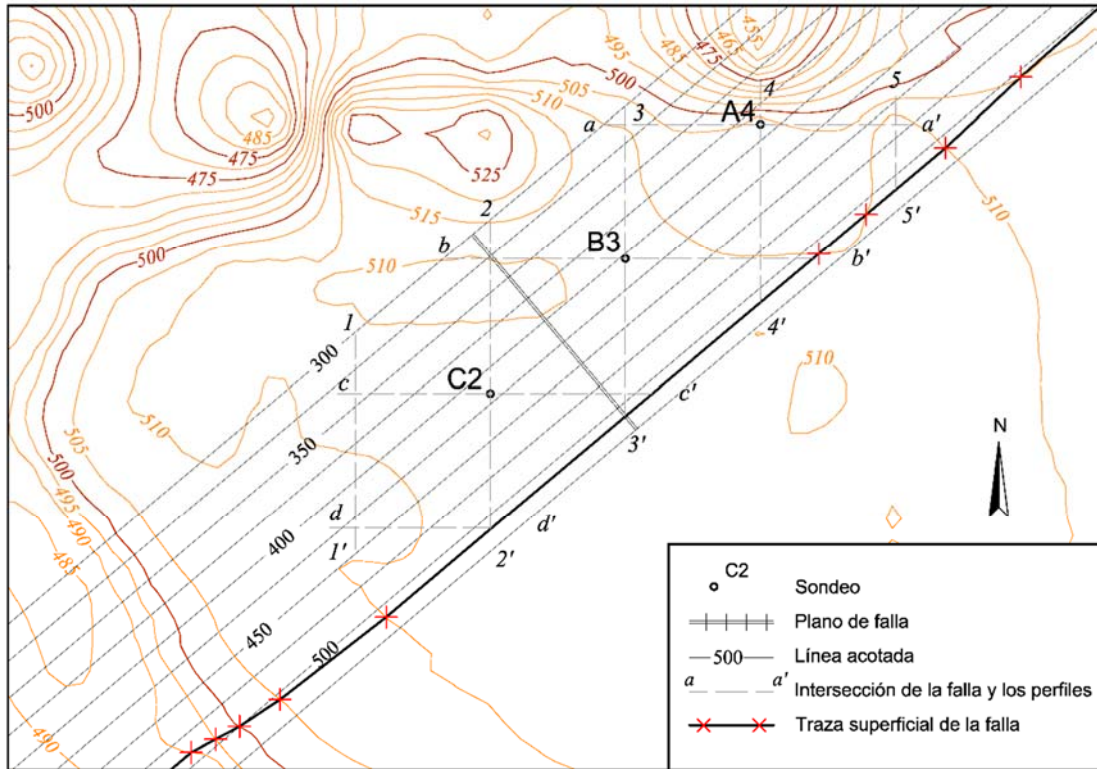 455
495
485
465
475
500
505
510
500
4
5
3
a
A4
a'
485
475
475
525
510
515
2
5'
500
b
B3
b'
510
1
4'
510
300
C2
c
c'
510
350
3'
N
505
500
495
490
d
d'
400
1'
2'
485
450
500
490
C2
Sondeo
Plano de falla
500
Línea acotada
a a'
Intersección de la falla y los perfiles
Traza superficial de la falla